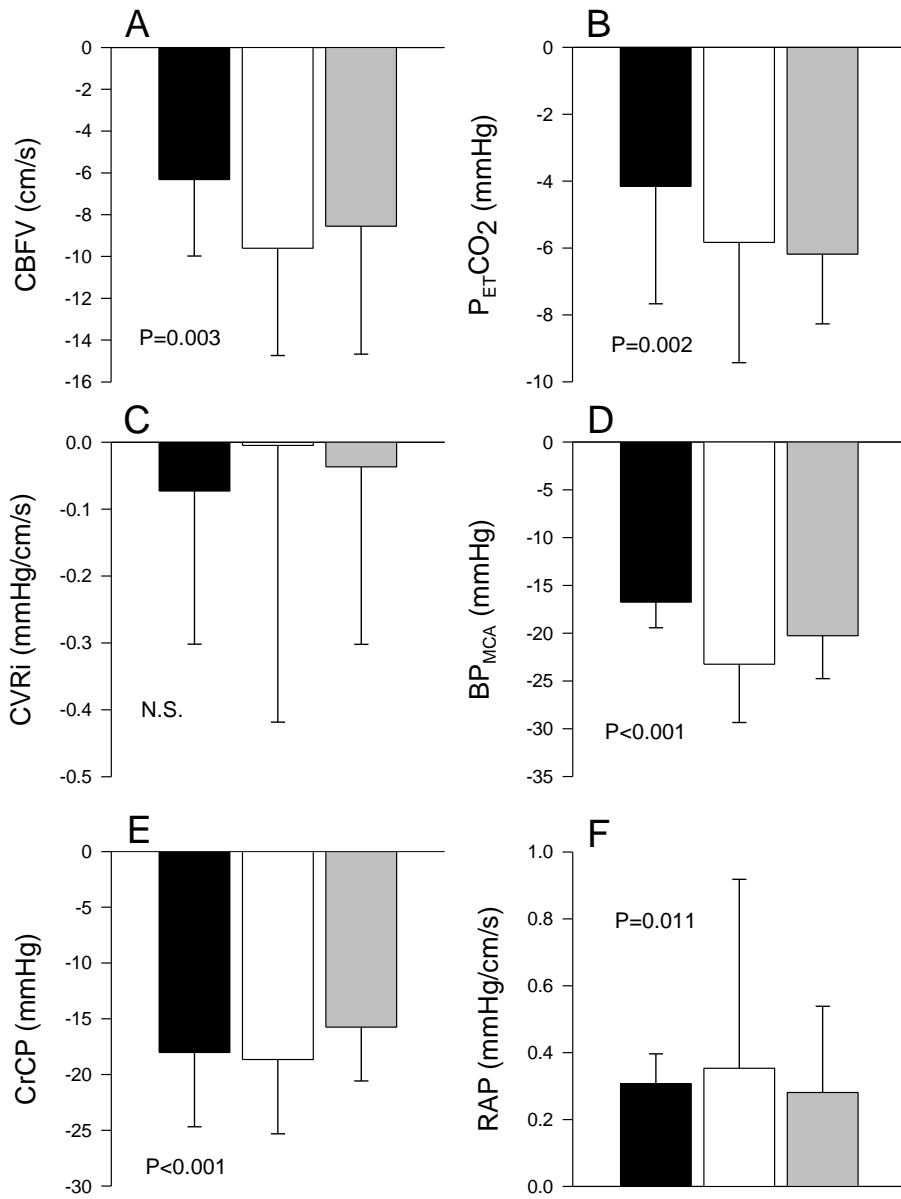 A
0
-2
-4
-6
-8
-10
-12
-14
-16
CBFV (cm/s)
P=0.003
B
0
-2
-4
-6
-8
-10
PETCO2 (mmHg)
P=0.002
C
0.0
-0.1
-0.2
-0.3
-0.4
-0.5
CVRi (mmHg/cm/s)
N.S.
D
0
-5
-10
-15
-20
-25
-30
-35
BPMCA (mmHg)
P<0.001
E
0
-5
-10
-15
-20
-25
-30
CrCP (mmHg)
P<0.001
F
1.0
0.8
0.6
0.4
0.2
0.0
RAP (mmHg/cm/s)
P=0.011